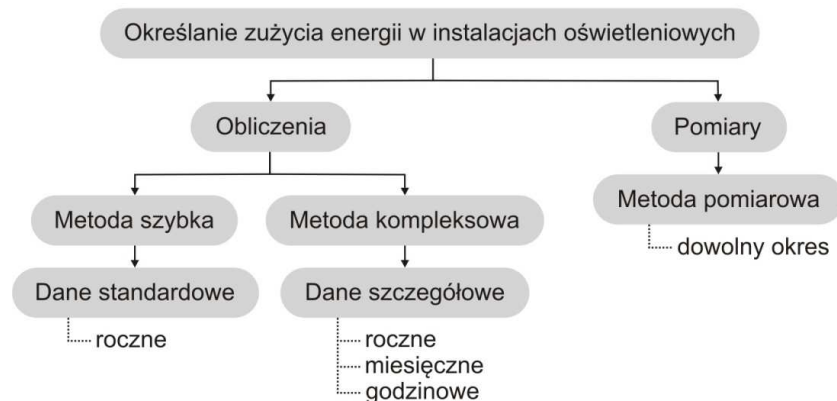 Określanie zużycia energii w instalacjach oświetleniowych
Obliczenia
Pomiary
Metoda szybka
Metoda kompleksowa
Metoda pomiarowa
dowolny okres
Dane standardowe
Dane szczegółowe
roczne
roczne
miesięczne
godzinowe